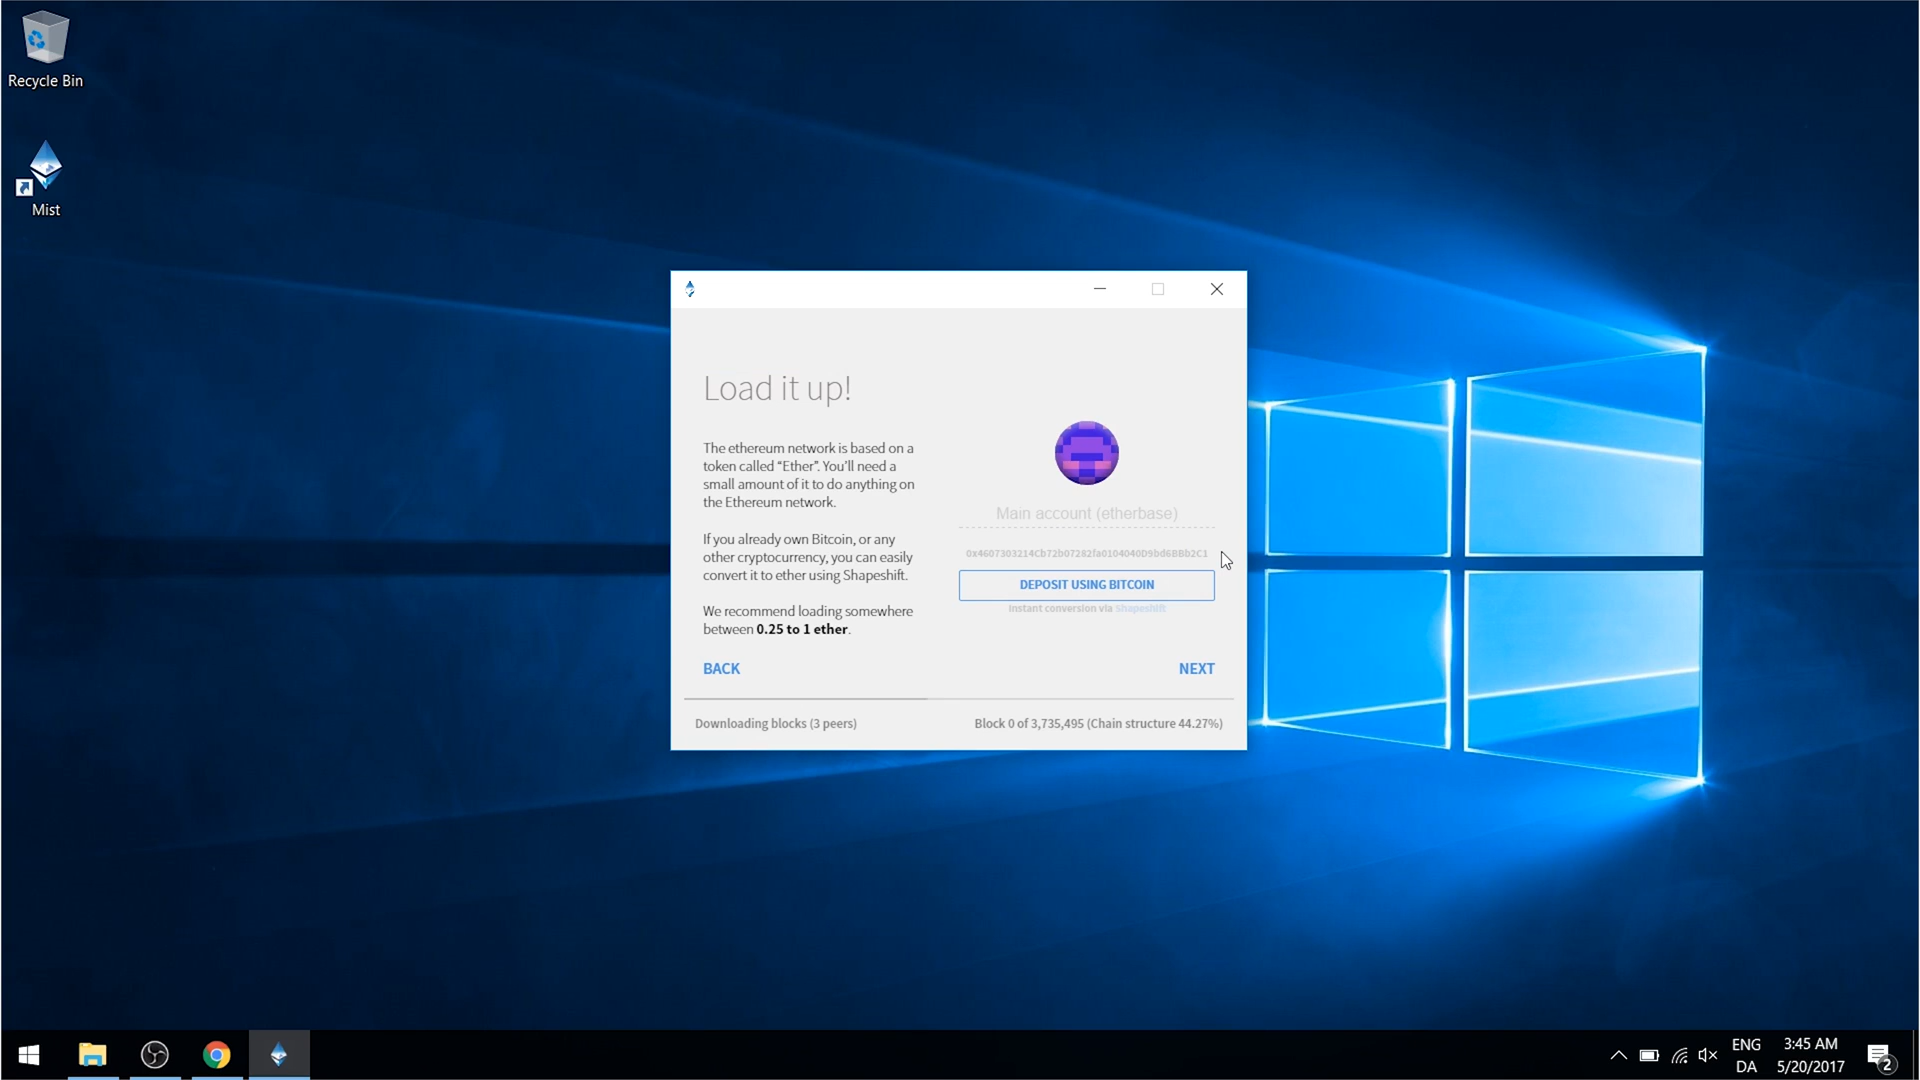 Recycle Bin
Mist
Load it up!
The ethereum network is based on a
token called “Ether”. You'll need a
small amount of it to do anything on
the Ethereum network.
If you already own Bitcoin, or any
other cryptocurrency, you can easily
convert it to ether using Shapeshift.
We recommend loading somewhere
between 0.25 to 1 ether.
Main account (etherbase)
DEPOSIT USING BITCOIN
Instant conversion via Shapeshift
BACK
NEXT
Downloading blocks (3 peers)
Block 0 of 3,735,495 (Chain structure 44.27%)
ENG
DA
3:45 AM
5/20/2017
2